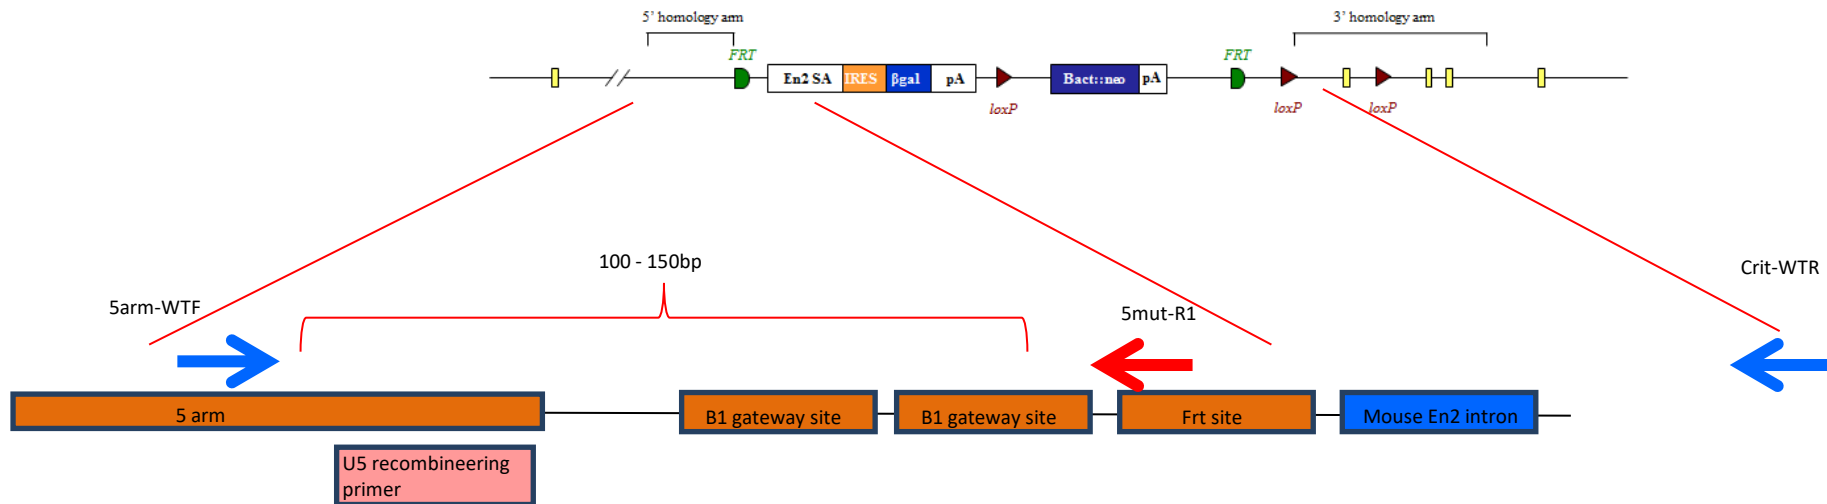 5’ homology arm
3’ homology arm
FRT
FRT
En2 SA
IRES
βgal
pA
Bact::neo
pA
loxP
loxP
loxP
100 - 150bp
Crit-WTR
5arm-WTF
5mut-R1
5 arm
B1 gateway site
B1 gateway site
Frt site
Mouse En2 intron
U5 recombineering
primer